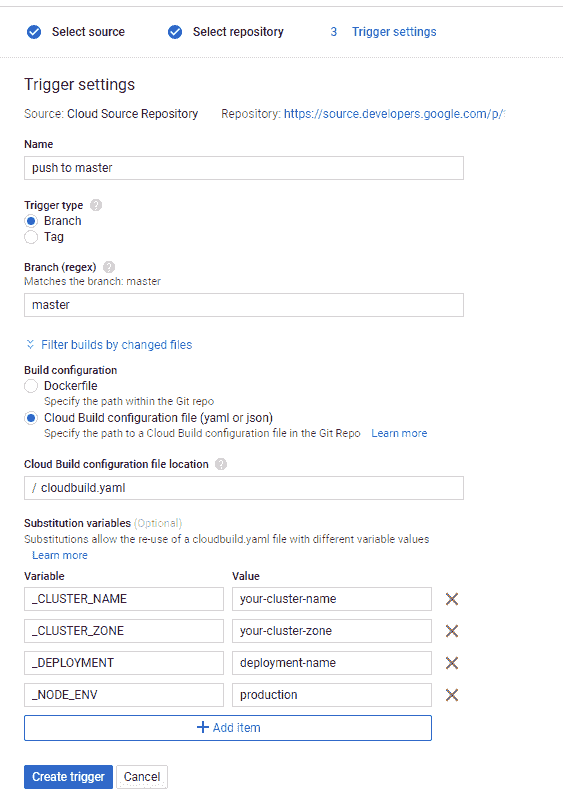 Select source Select repository 3 Trigger settings
Trigger settings
Source: Cloud Source Repository Repository: https://source.developers.google.com/p/
Name
push to master
Trigger type ?
Branch
Tag
Branch (regex) ?
Matches the branch: master
master
Filter builds by changed files
Build configuration
Dockerfile
Specify the path within the Git repo
Cloud Build configuration file (yaml or json)
Specify the path to a Cloud Build configuration file in the Git Repo Learn more
Cloud Build configuration file location ?
/ cloudbuild.yaml
Substitution variables (Optional)
Substitutions allow the re-use of a cloudbuild.yaml file with different variable values
Learn more
Variable Value
_CLUSTER_NAME your-cluster-name
_CLUSTER_ZONE your-cluster-zone
_DEPLOYMENT deployment-name
_NODE_ENV production
+ Add item
Create trigger Cancel